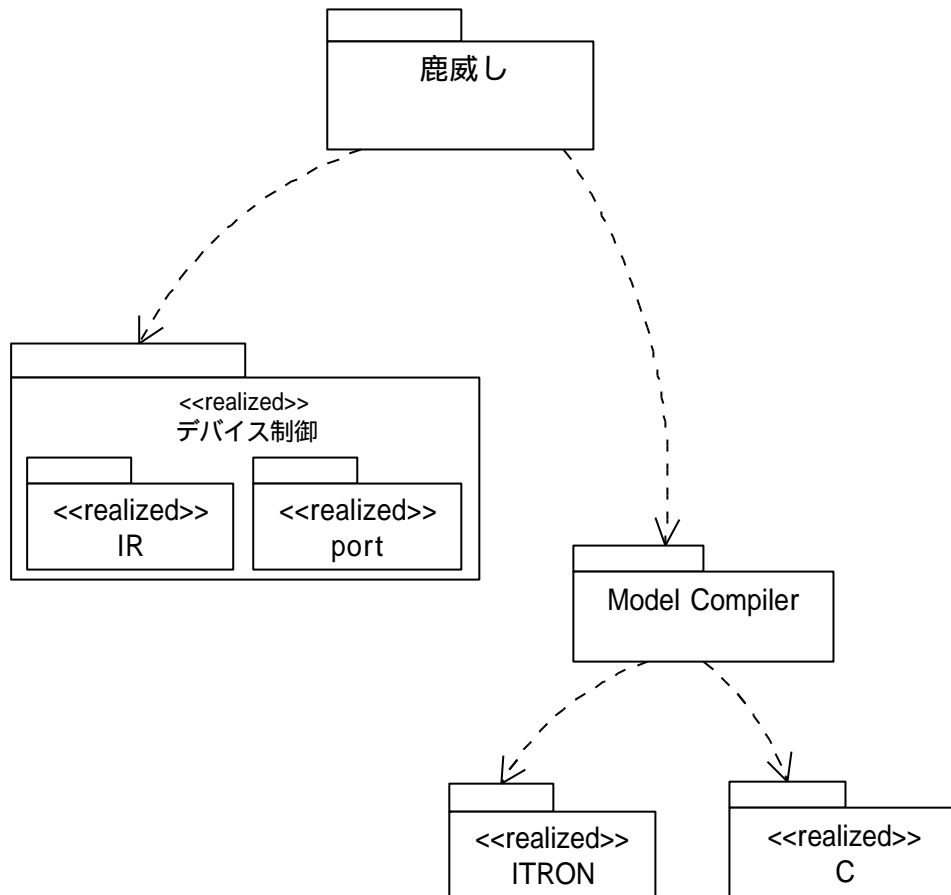 鹿威し
<<realized>>
デバイス制御
<<realized>>
IR
<<realized>>
port
Model Compiler
<<realized>>
ITRON
<<realized>>
C